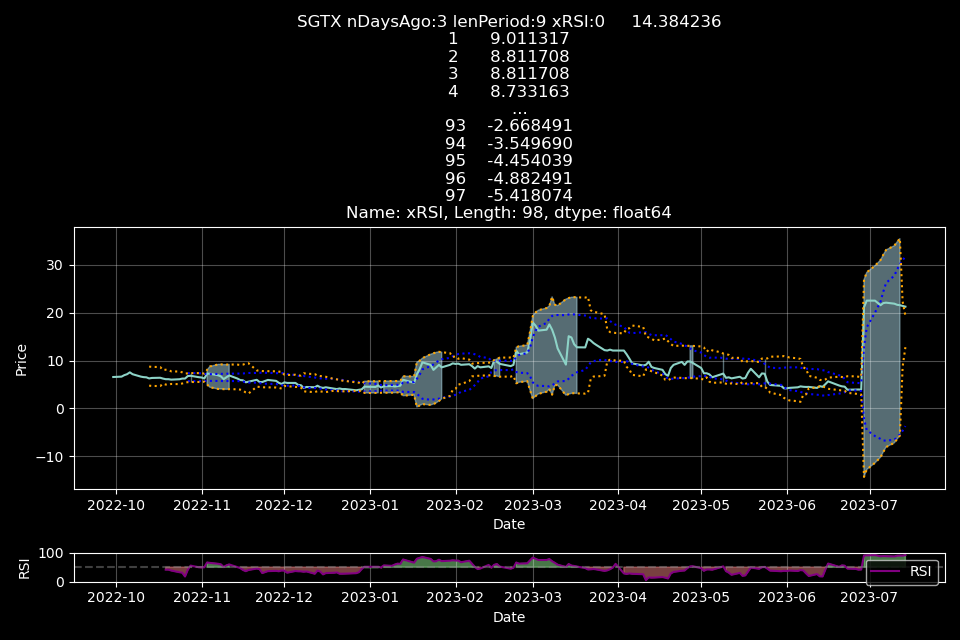 SGTX nDaysAgo:3 lenPeriod:9 xRSI:0 14.384236
1 9.011317
2 8.811708
3 8.811708
4 8.733163
...
93 -2.668491
94 -3.549690
95 -4.454039
96 -4.882491
97 -5.418074
Name: xRSI, Length: 98, dtype: float64
Price
30
20
10
0
−10
2022-10 2022-11 2022-12 2023-01 2023-02 2023-03 2023-04 2023-05 2023-06 2023-07
Date
RSI
100
0
RSI
2022-10 2022-11 2022-12 2023-01 2023-02 2023-03 2023-04 2023-05 2023-06 2023-07
Date